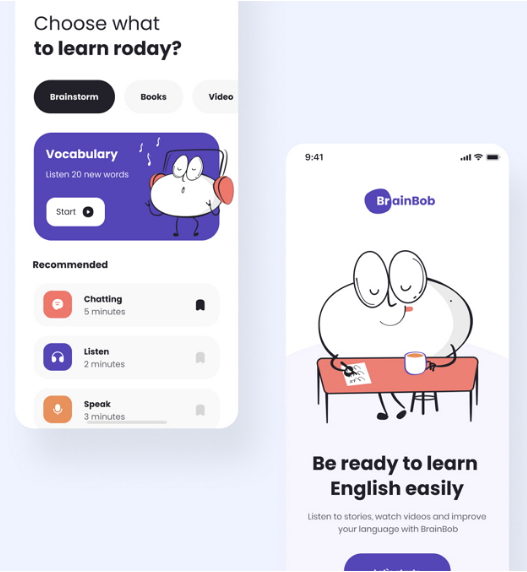 Choose what
to learn roday?
Brainstorm
Books
Video
Vocabulary
Listen 20 new words
Start
Recommended
Chatting
5 minutes
Listen
2 minutes
Speak
3 minutes
9:41
BrainBob
Be ready to learn
English easily
Listen to stories, watch videos and improve
your language with BrainBob